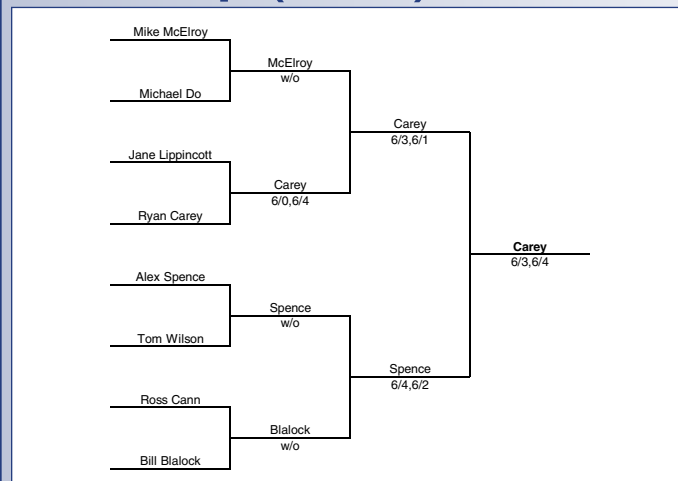 Mike McElroy
McElroy
w/o
Michael Do
Carey
6/3,6/1
Jane Lippincott
Carey
6/0,6/4
Ryan Carey
Carey
6/3,6/4
Alex Spence
Spence
w/o
Tom Wilson
Spence
6/4,6/2
Ross Cann
Blalock
w/o
Bill Blalock